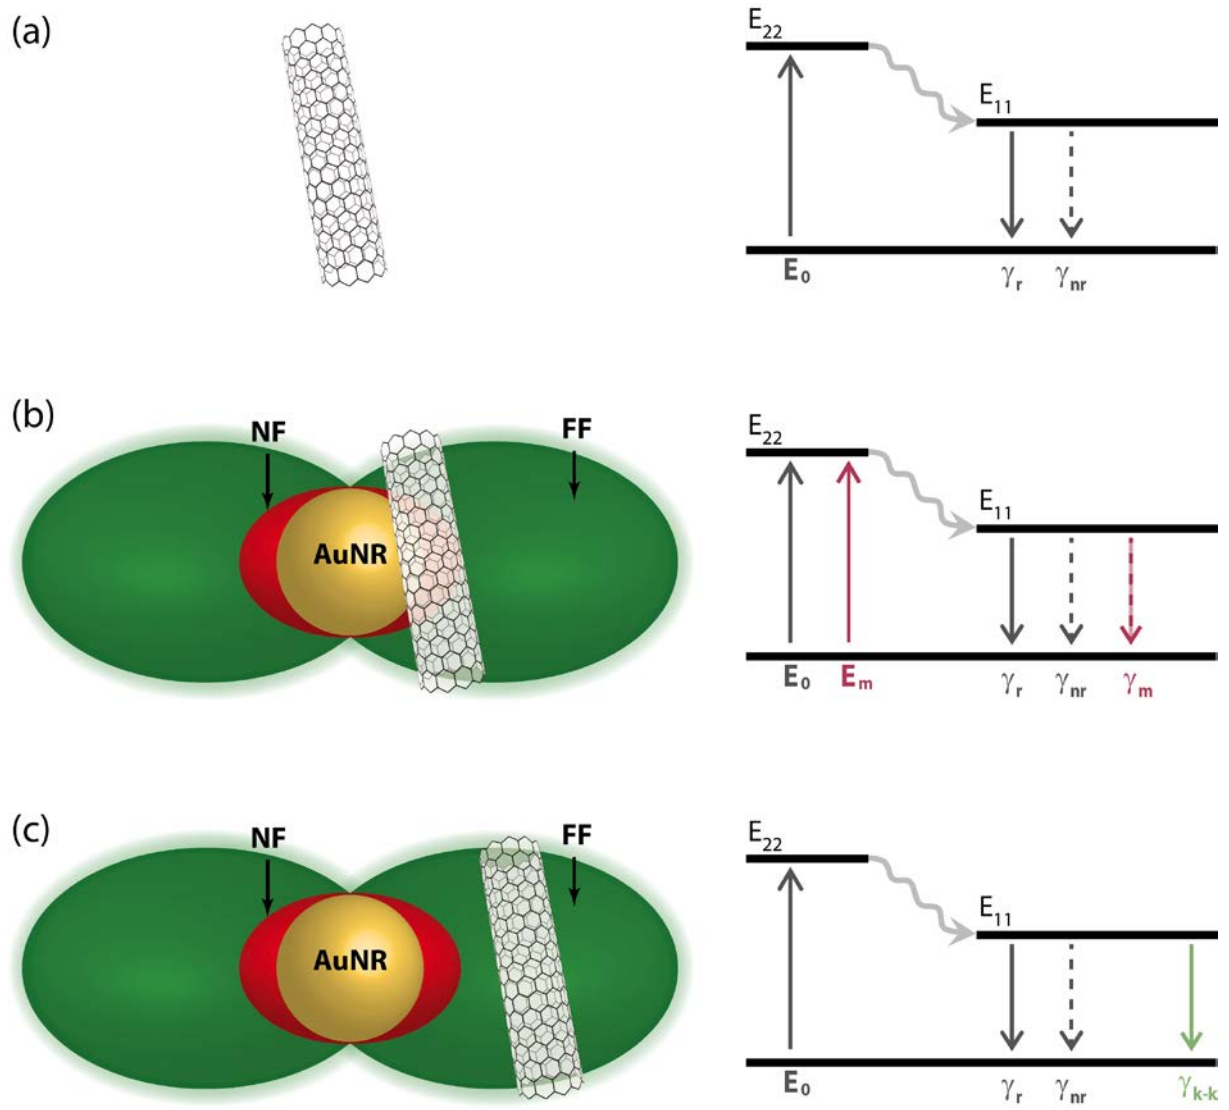 (a)
E₂₂
E₁₁
E₀ γᵣ γₙᵣ
(b)
NF FF
AuNR
E₂₂
E₁₁
E₀ Eₘ γᵣ γₙᵣ γₘ
(c)
NF FF
AuNR
E₂₂
E₁₁
E₀ γᵣ γₙᵣ γₖ₋ₖ